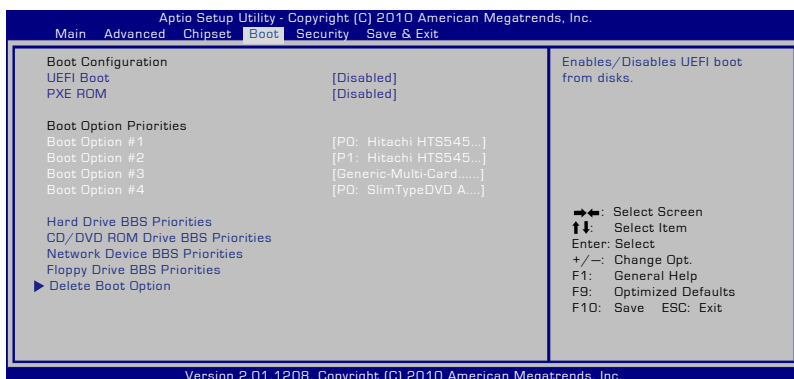 Aptio Setup Utility - Copyright (C) 2010 American Megatrends, Inc.
Main Advanced Chipset Boot Security Save & Exit
Boot Configuration
UEFI Boot [Disabled]
PXE ROM [Disabled]
Boot Option Priorities
Boot Option #1 [P0: Hitachi HTS545...]
Boot Option #2 [P1: Hitachi HTS545...]
Boot Option #3 [Generic-Multi-Card......]
Boot Option #4 [P0: SlimTypeDVD A....]
Hard Drive BBS Priorities
CD/DVD ROM Drive BBS Priorities
Network Device BBS Priorities
Floppy Drive BBS Priorities
Delete Boot Option
Enables/Disables UEFI boot
from disks.
→←: Select Screen
↑↓: Select Item
Enter: Select
+/—: Change Opt.
F1: General Help
F9: Optimized Defaults
F10: Save ESC: Exit
Version 2.01.1208. Copyright (C) 2010 American Megatrends, Inc.